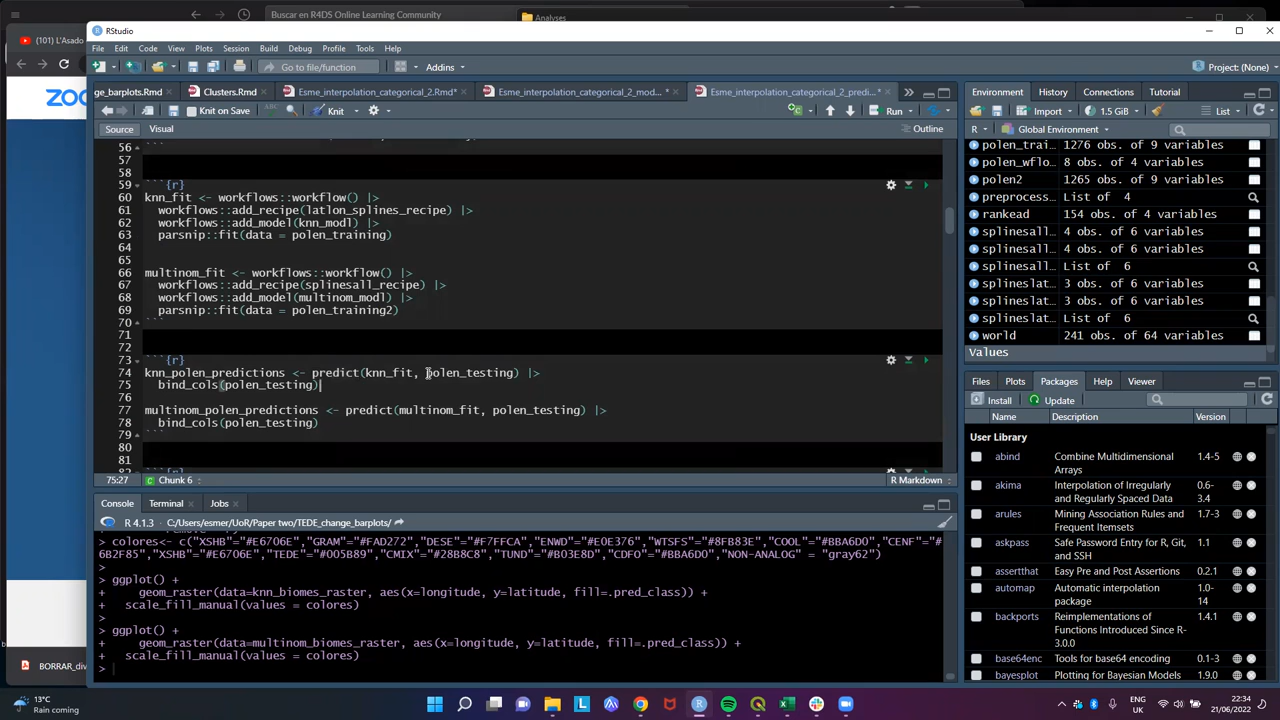 Buscar en R4DS Online Learning Community
Analyses
(101) L'Asado
RStudio
File Edit Code View Plots Session Build Debug Profile Tools Help
Go to file/function
Addins
Project: (None)
ge_barplots.Rmd
Clusters.Rmd
Esme_interpolation_categorical_2.Rmd*
Esme_interpolation_categorical_2_mod... *
Esme_interpolation_categorical_2_predi... *
Knit on Save
Knit
Run
Source
Visual
Outline
56
57
58
59 ```{r}
60 knn_fit <- workflows::workflow() |>
61 workflows::add_recipe(latlon_splines_recipe) |>
62 workflows::add_model(knn_modl) |>
63 parsnip::fit(data = polen_training)
64
65
66 multinom_fit <- workflows::workflow() |>
67 workflows::add_recipe(splinesall_recipe) |>
68 workflows::add_model(multinom_modl) |>
69 parsnip::fit(data = polen_training2)
70 ```
71
72
73 ```{r}
74 knn_polen_predictions <- predict(knn_fit, polen_testing) |>
75 bind_cols(polen_testing)
76
77 multinom_polen_predictions <- predict(multinom_fit, polen_testing) |>
78 bind_cols(polen_testing)
79 ```
80
81
82 ```{r}
75:27
Chunk 6
R Markdown
Console
Terminal
Jobs
R 4.1.3 · C:/Users/esmer/UoR/Paper two/TEDE_change_barplots/
> colores<- c("XSHB"="#E6706E","GRAM"="#FAD272","DESE"="#F7FFCA","ENWD"="#E0E376","WTSFS"="#8FB83E","COOL"="#BBA6D0","CENF"="#
6B2F85","XSHB"="#E6706E","TEDE"="#005B89","CMIX"="#28B8C8","TUND"="#B03E8D","CDFO"="#BBA6D0","NON-ANALOG" = "gray62")
>
> ggplot() +
+ geom_raster(data=knn_biomes_raster, aes(x=longitude, y=latitude, fill=.pred_class)) +
+ scale_fill_manual(values = colores)
>
> ggplot() +
+ geom_raster(data=multinom_biomes_raster, aes(x=longitude, y=latitude, fill=.pred_class)) +
+ scale_fill_manual(values = colores)
>
Environment
History
Connections
Tutorial
Import
1.5 GiB
List
R
Global Environment
polen_trai... 1276 obs. of 9 variables
polen_wflo... 8 obs. of 4 variables
polen2 1265 obs. of 9 variables
preprocess... List of 4
rankead 154 obs. of 4 variables
splinesall... 4 obs. of 6 variables
splinesall... 4 obs. of 6 variables
splinesall... List of 6
splineslat... 3 obs. of 6 variables
splineslat... 3 obs. of 6 variables
splineslat... List of 6
world 241 obs. of 64 variables
Values
Files
Plots
Packages
Help
Viewer
Install
Update
Name Description Version
User Library
abind Combine Multidimensional Arrays 1.4-5
akima Interpolation of Irregularly and Regularly Spaced Data 0.6-3.4
arules Mining Association Rules and Frequent Itemsets 1.7-3
askpass Safe Password Entry for R, Git, and SSH 1.1
assertthat Easy Pre and Post Assertions 0.2.1
automap Automatic interpolation package 1.0-14
backports Reimplementations of Functions Introduced Since R-3.0.0 1.4.1
base64enc Tools for base64 encoding 0.1-3
bayesplot Plotting for Bayesian Models 1.9.0
BORRAR_div
13°C
Rain coming
ENG
UK
22:34
21/06/2022